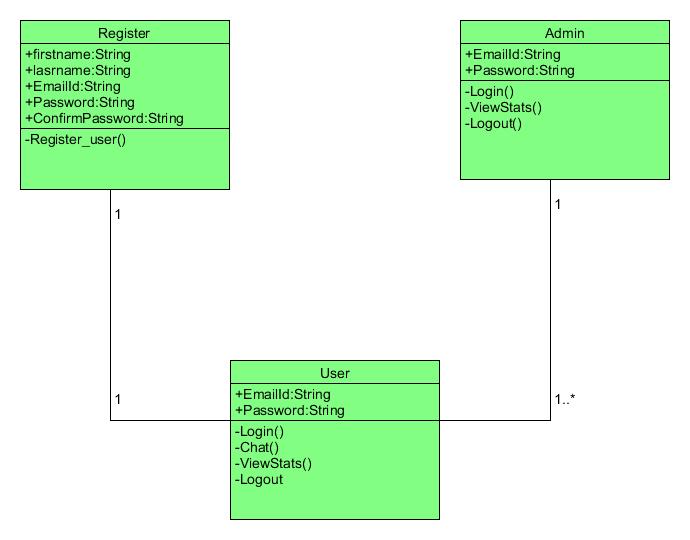 Register
+firstname:String
+lasrname:String
+EmailId:String
+Password:String
+ConfirmPassword:String
-Register_user()
Admin
+EmailId:String
+Password:String
-Login()
-ViewStats()
-Logout()
1
1
1
1..*
User
+EmailId:String
+Password:String
-Login()
-Chat()
-ViewStats()
-Logout